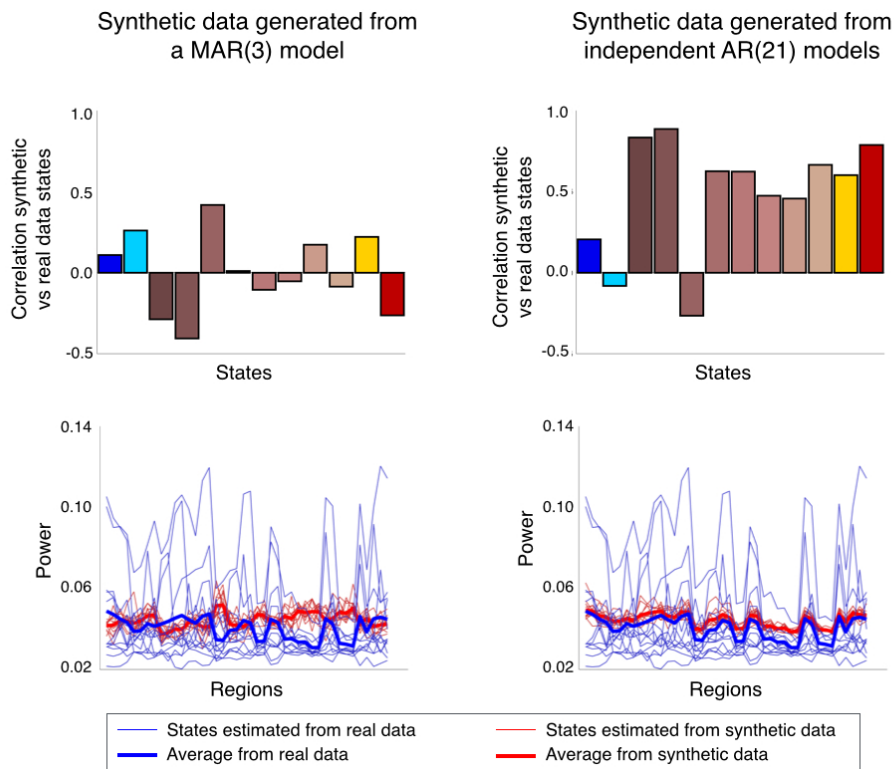 Synthetic data generated from
a MAR(3) model
Synthetic data generated from
independent AR(21) models
Correlation synthetic
vs real data states
1.0
0.5
0.0
-0.5
States
Correlation synthetic
vs real data states
1.0
0.5
0.0
-0.5
States
Power
0.14
0.10
0.06
0.02
Regions
Power
0.14
0.10
0.06
0.02
Regions
States estimated from real data
Average from real data
States estimated from synthetic data
Average from synthetic data